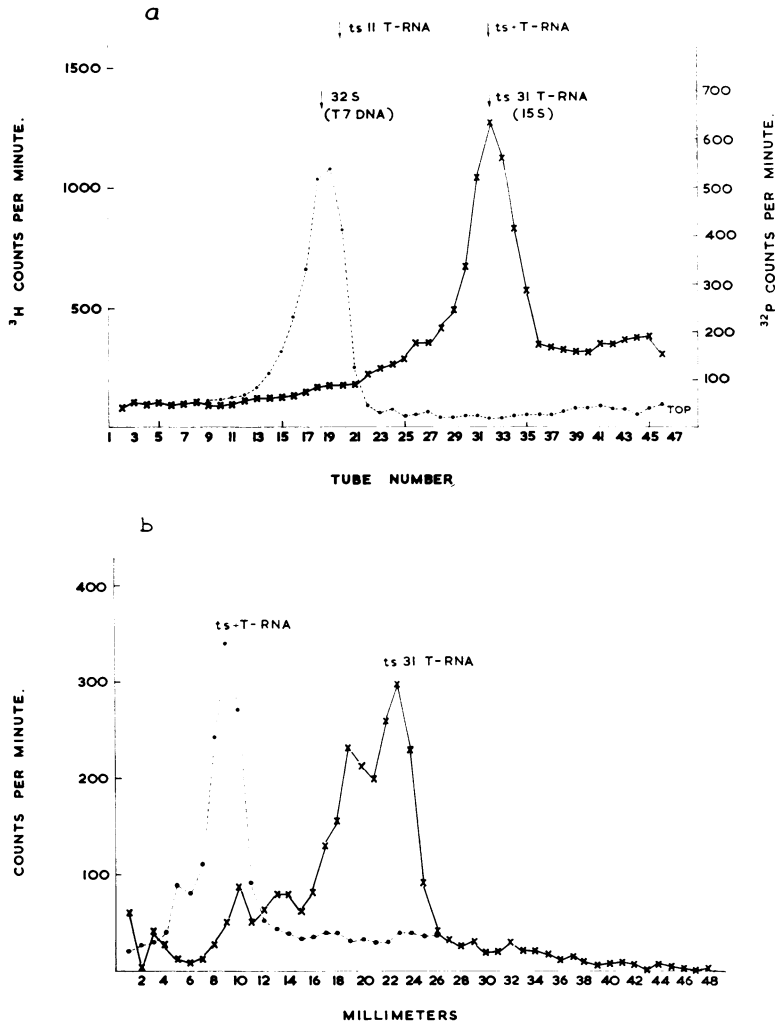 a
ts 11 T-RNA
ts+T-RNA
1500
32S
(T7 DNA)
ts 31 T-RNA
(15S)
700
600
1000
500
400
300
500
200
100
³H COUNTS PER MINUTE.
³²P COUNTS PER MINUTE.
TOP
1 3 5 7 9 11 13 15 17 19 21 23 25 27 29 31 33 35 37 39 41 43 45 47
TUBE NUMBER
b
400
ts+T-RNA
ts 31 T-RNA
300
200
100
COUNTS PER MINUTE.
2 4 6 8 10 12 14 16 18 20 22 24 26 28 30 32 34 36 38 40 42 44 46 48
MILLIMETERS